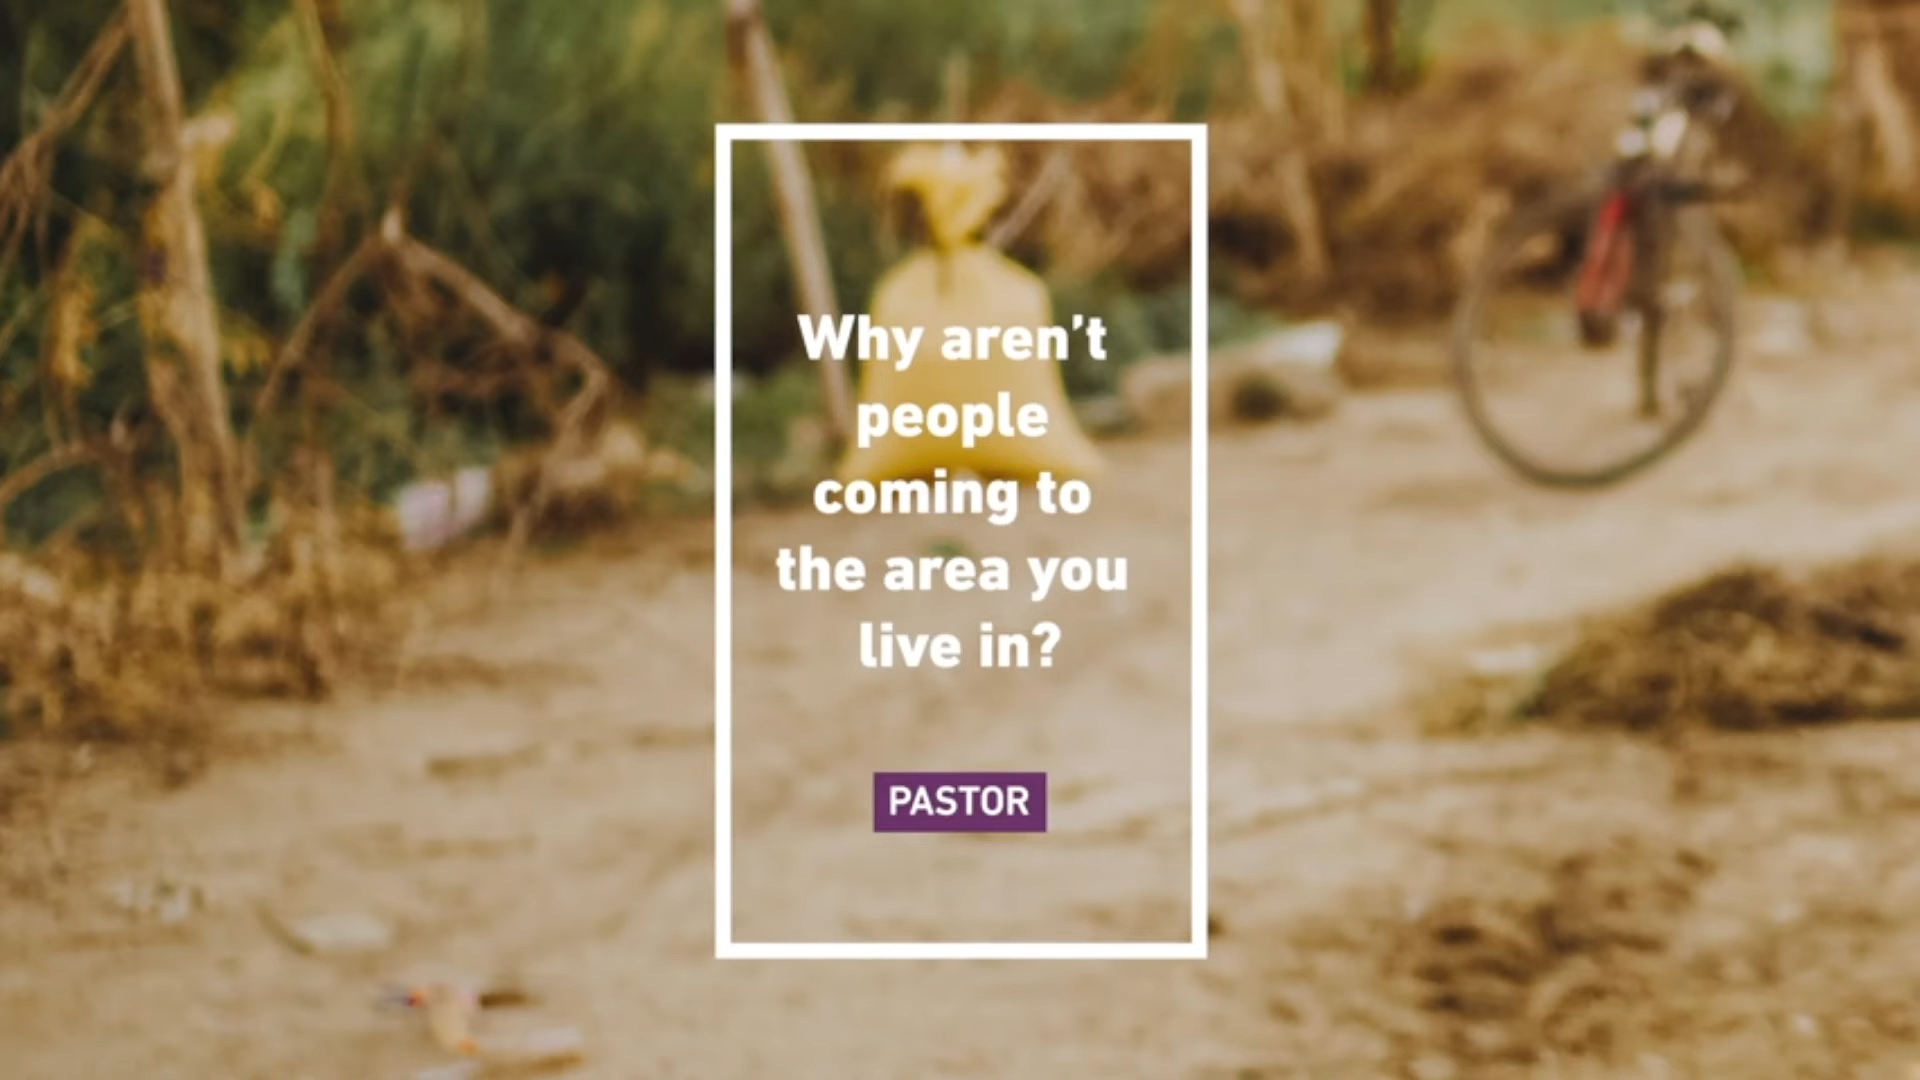 Why aren’t
people
coming to
the area you
live in?
PASTOR